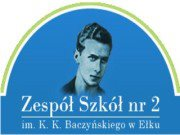 Zespół Szkół nr 2
im. K. K. Baczyńskiego w Ełku